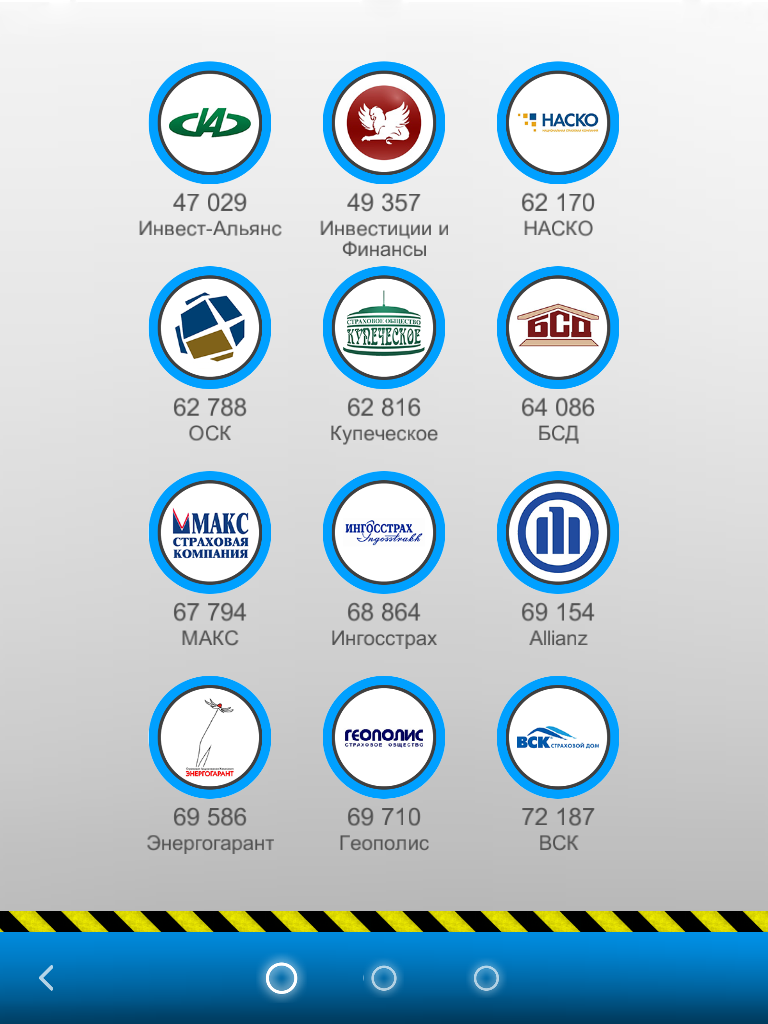 НАСКО
47 029
49 357
62 170
Инвест-Альянс
Инвестиции и
Финансы
НАСКО
СТРАХОВОЕ ОБЩЕСТВО
КУПЕЧЕСКОЕ
БСД
62 788
62 816
64 086
ОСК
Купеческое
БСД
МАКС
СТРАХОВАЯ
КОМПАНИЯ
ИНГОССТРАХ
Ingosstrakh
67 794
68 864
69 154
МАКС
Ингосстрах
Allianz
ЭНЕРГОГАРАНТ
ГЕОПОЛИС
СТРАХОВОЕ ОБЩЕСТВО
ВСК СТРАХОВОЙ ДОМ
69 586
69 710
72 187
Энергогарант
Геополис
ВСК